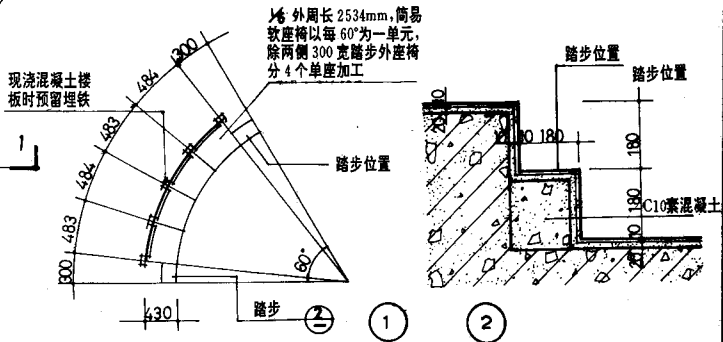 1/6 外周长 2534mm，简易
软座椅以每 60°为一单元，
除两侧 300 宽踏步外座椅
分 4 个单座加工
现浇混凝土楼
板时预留埋铁
300
484
483
484
483
300
1
踏步位置
60°
430
踏步
2
1
踏步位置
踏步位置
20
180
180
180
20
C10素混凝土
2